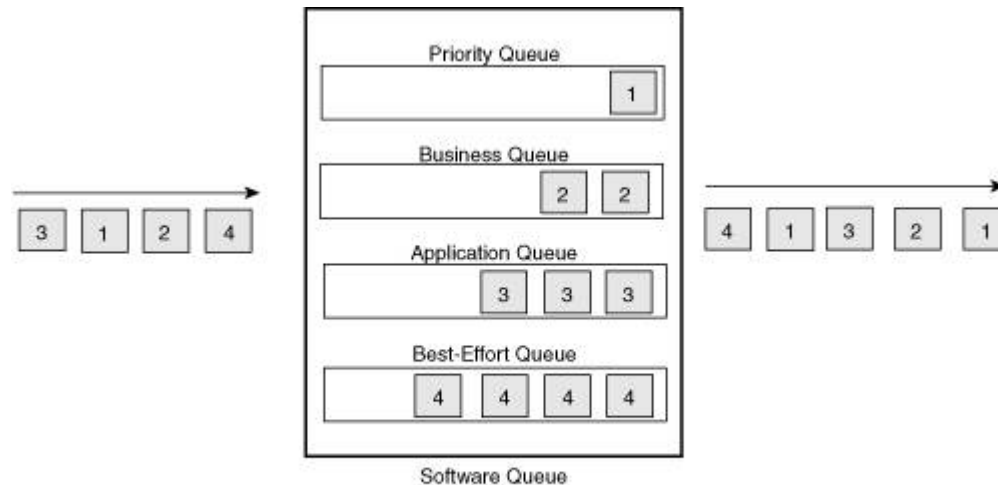 Priority Queue
1
Business Queue
2 2
3 1 2 4
4 1 3 2 1
Application Queue
3 3 3
Best-Effort Queue
4 4 4 4
Software Queue